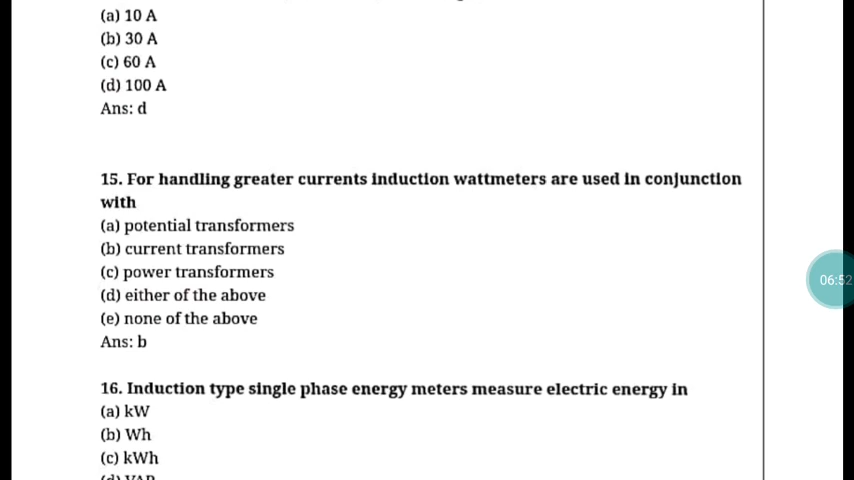 (a) 10 A
(b) 30 A
(c) 60 A
(d) 100 A
Ans: d
15. For handling greater currents induction wattmeters are used in conjunction
with
(a) potential transformers
(b) current transformers
(c) power transformers
(d) either of the above
(e) none of the above
Ans: b
06:52
16. Induction type single phase energy meters measure electric energy in
(a) kW
(b) Wh
(c) kWh
(d) VAR